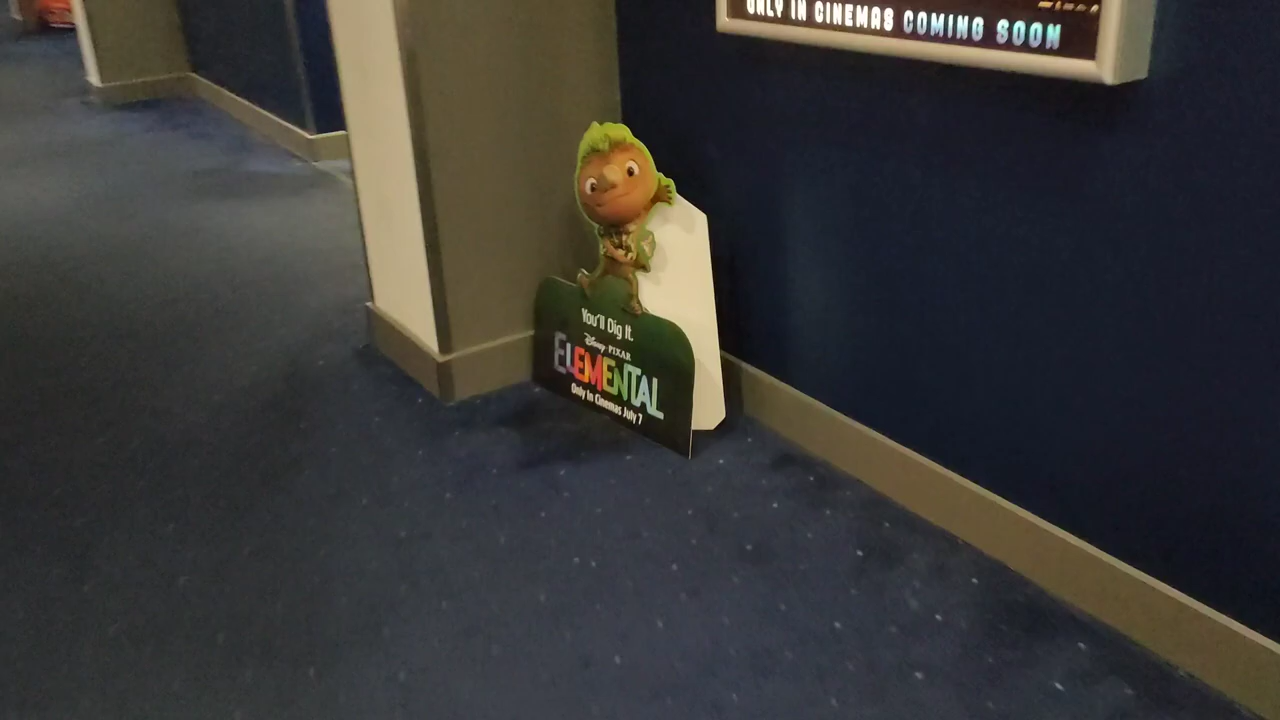 ONLY IN CINEMAS COMING SOON
You'll Dig It.
Disney PIXAR
ELEMENTAL
Only In Cinemas July 7